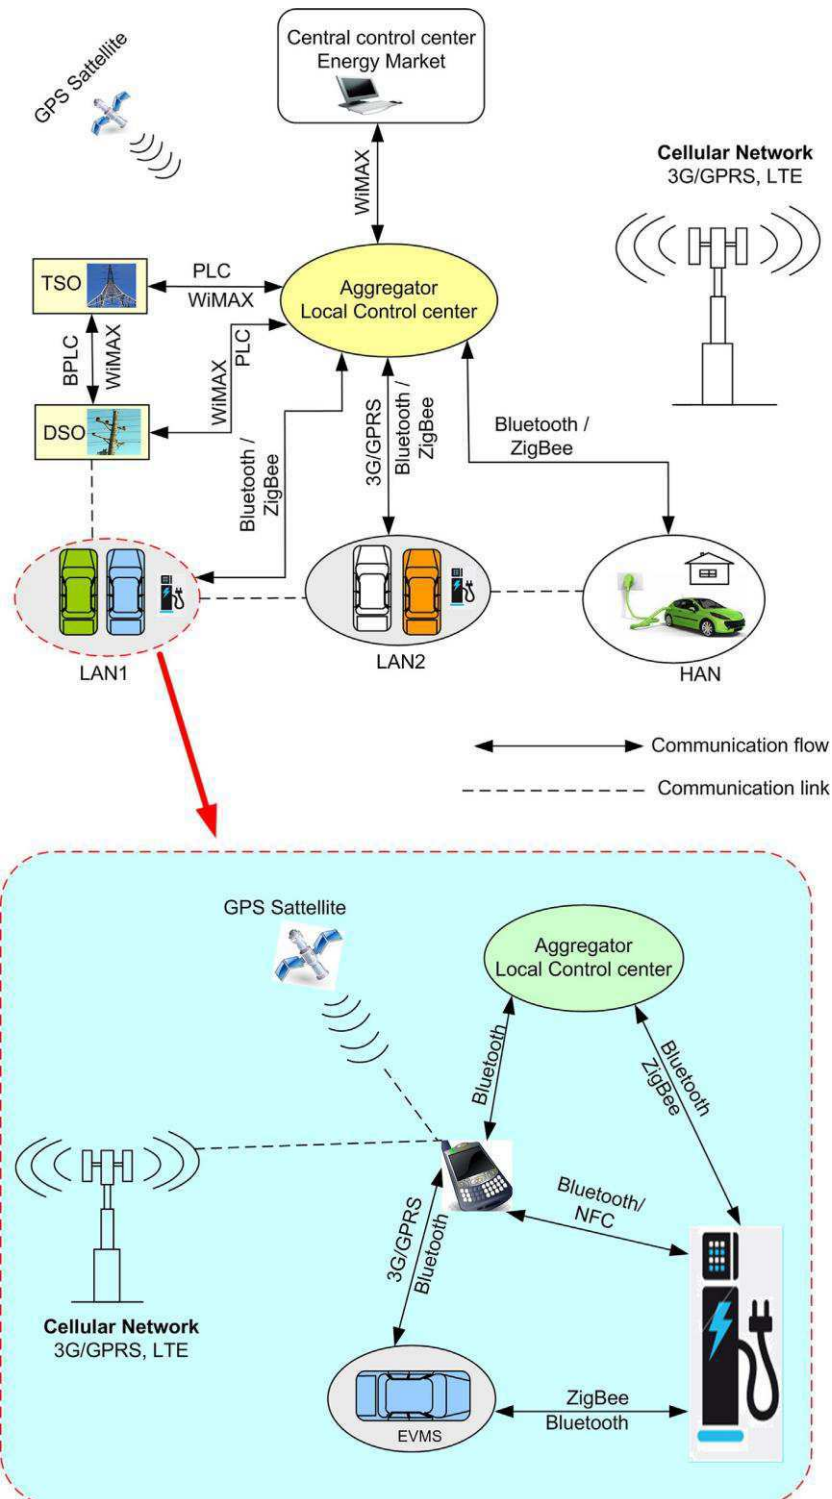 GPS Sattellite
Central control center
Energy Market
WiMAX
Cellular Network
3G/GPRS, LTE
TSO
PLC
WiMAX
Aggregator
Local Control center
BPLC
WiMAX
WiMAX
PLC
DSO
Bluetooth /
ZigBee
3G/GPRS
Bluetooth /
ZigBee
Bluetooth /
ZigBee
LAN1
LAN2
HAN
Communication flow
Communication link
GPS Sattellite
Aggregator
Local Control center
Bluetooth
Bluetooth
ZigBee
Bluetooth/
NFC
3G/GPRS
Bluetooth
Cellular Network
3G/GPRS, LTE
EVMS
ZigBee
Bluetooth